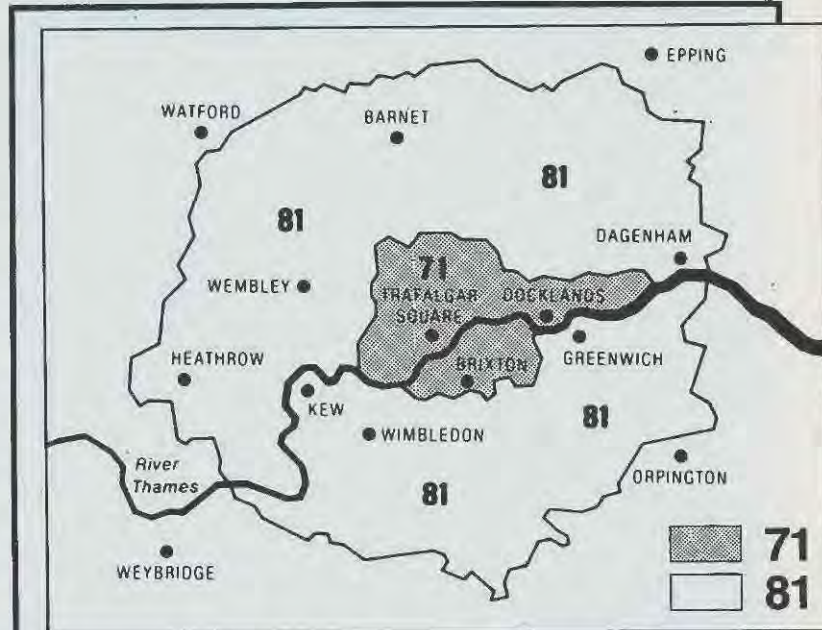 EPPING
WATFORD
BARNET
81
81
DAGENHAM
71
WEMBLEY
TRAFALGAR
SQUARE
DOCKLANDS
HEATHROW
BRIXTON
GREENWICH
KEW
81
WIMBLEDON
River
Thames
81
ORPINGTON
WEYBRIDGE
71
81